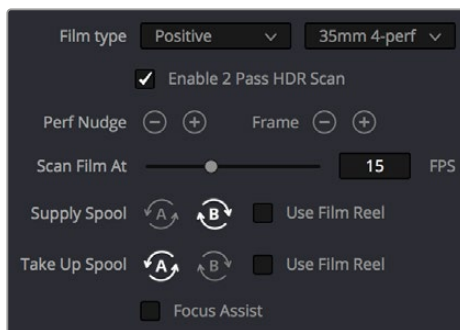 Film type Positive 35mm 4-perf
Enable 2 Pass HDR Scan
Perf Nudge Frame
Scan Film At 15 FPS
Supply Spool A B Use Film Reel
Take Up Spool A B Use Film Reel
Focus Assist